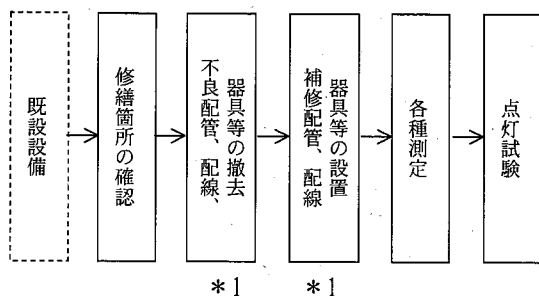 既設設備
修繕箇所の確認
不良配管、配線、
器具等の撤去
補修配管、配線
器具等の設置
各種測定
点灯試験
*1
*1